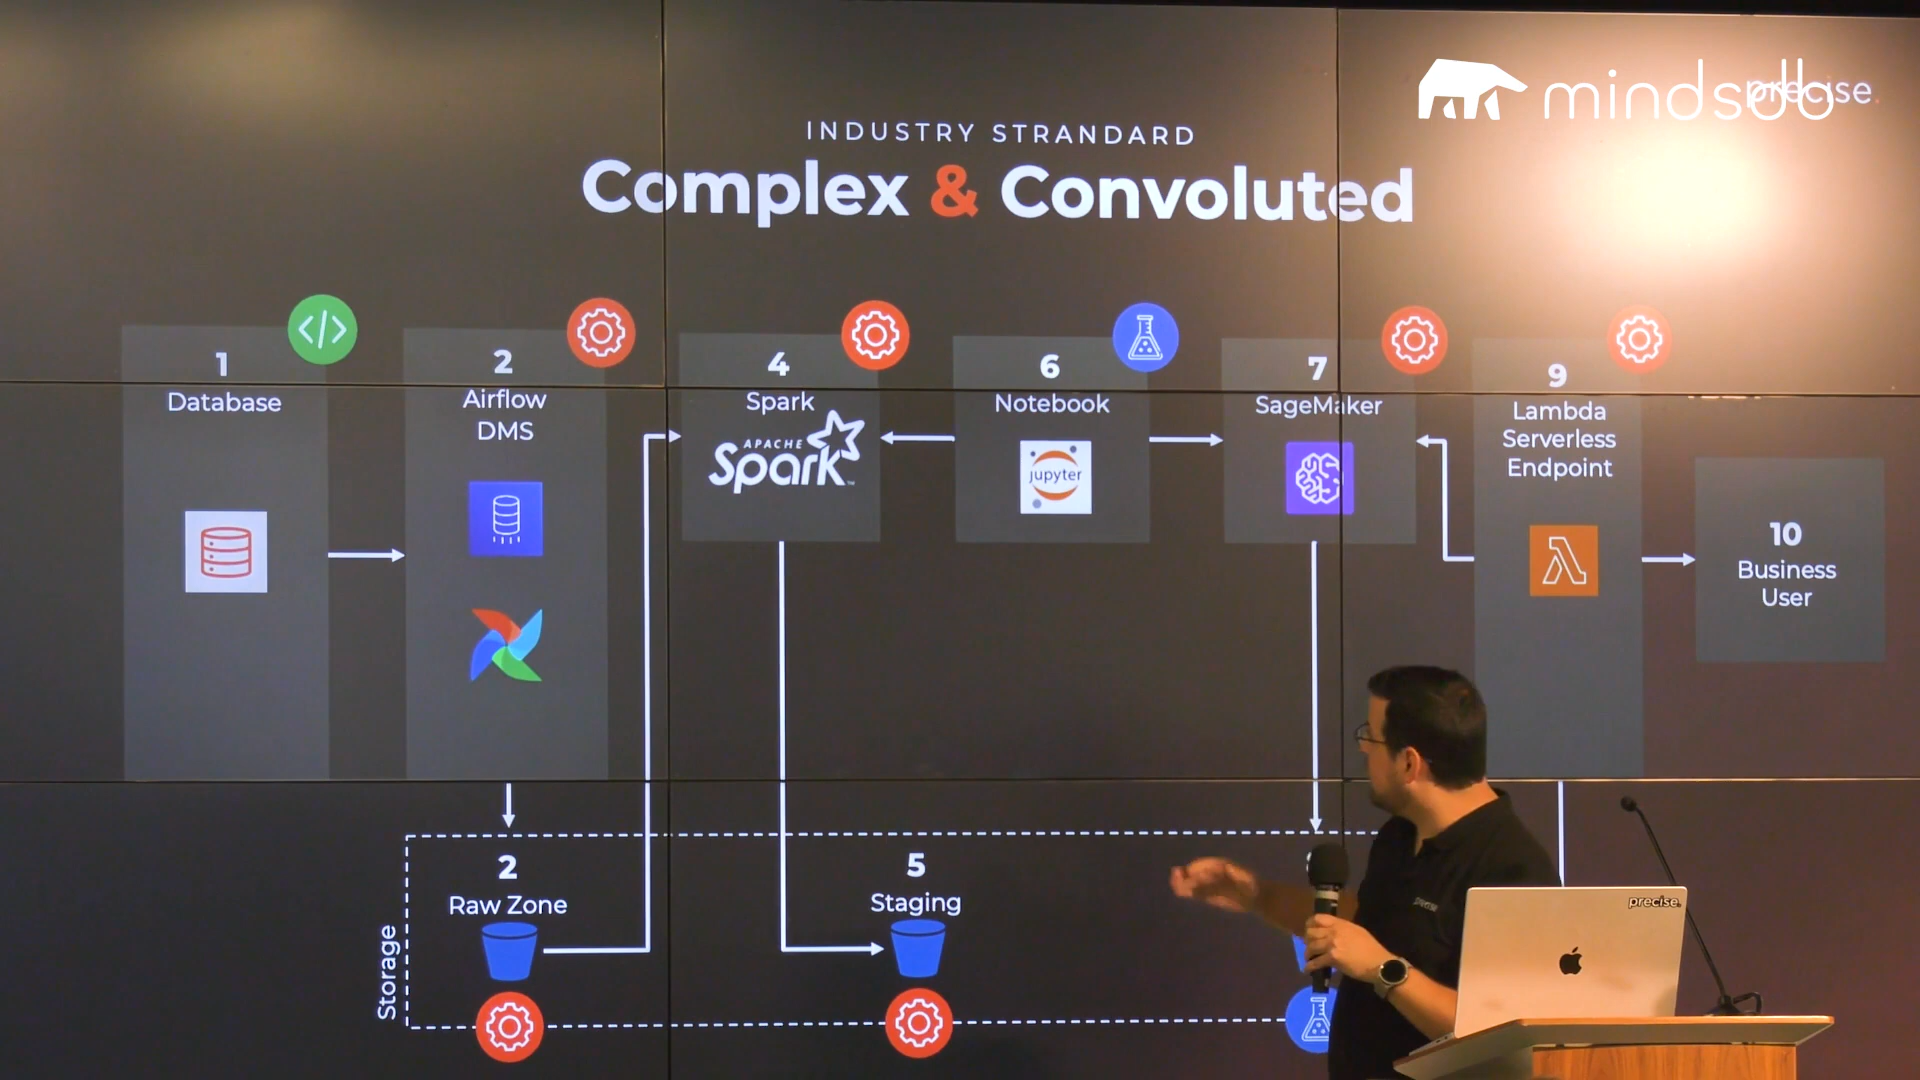 mindsdb
precise.
INDUSTRY STRANDARD
Complex & Convoluted
1
Database
2
Airflow
DMS
4
Spark
APACHE
Spark
6
Notebook
jupyter
7
SageMaker
9
Lambda
Serverless
Endpoint
10
Business
User
Storage
2
Raw Zone
5
Staging
precise
precise.